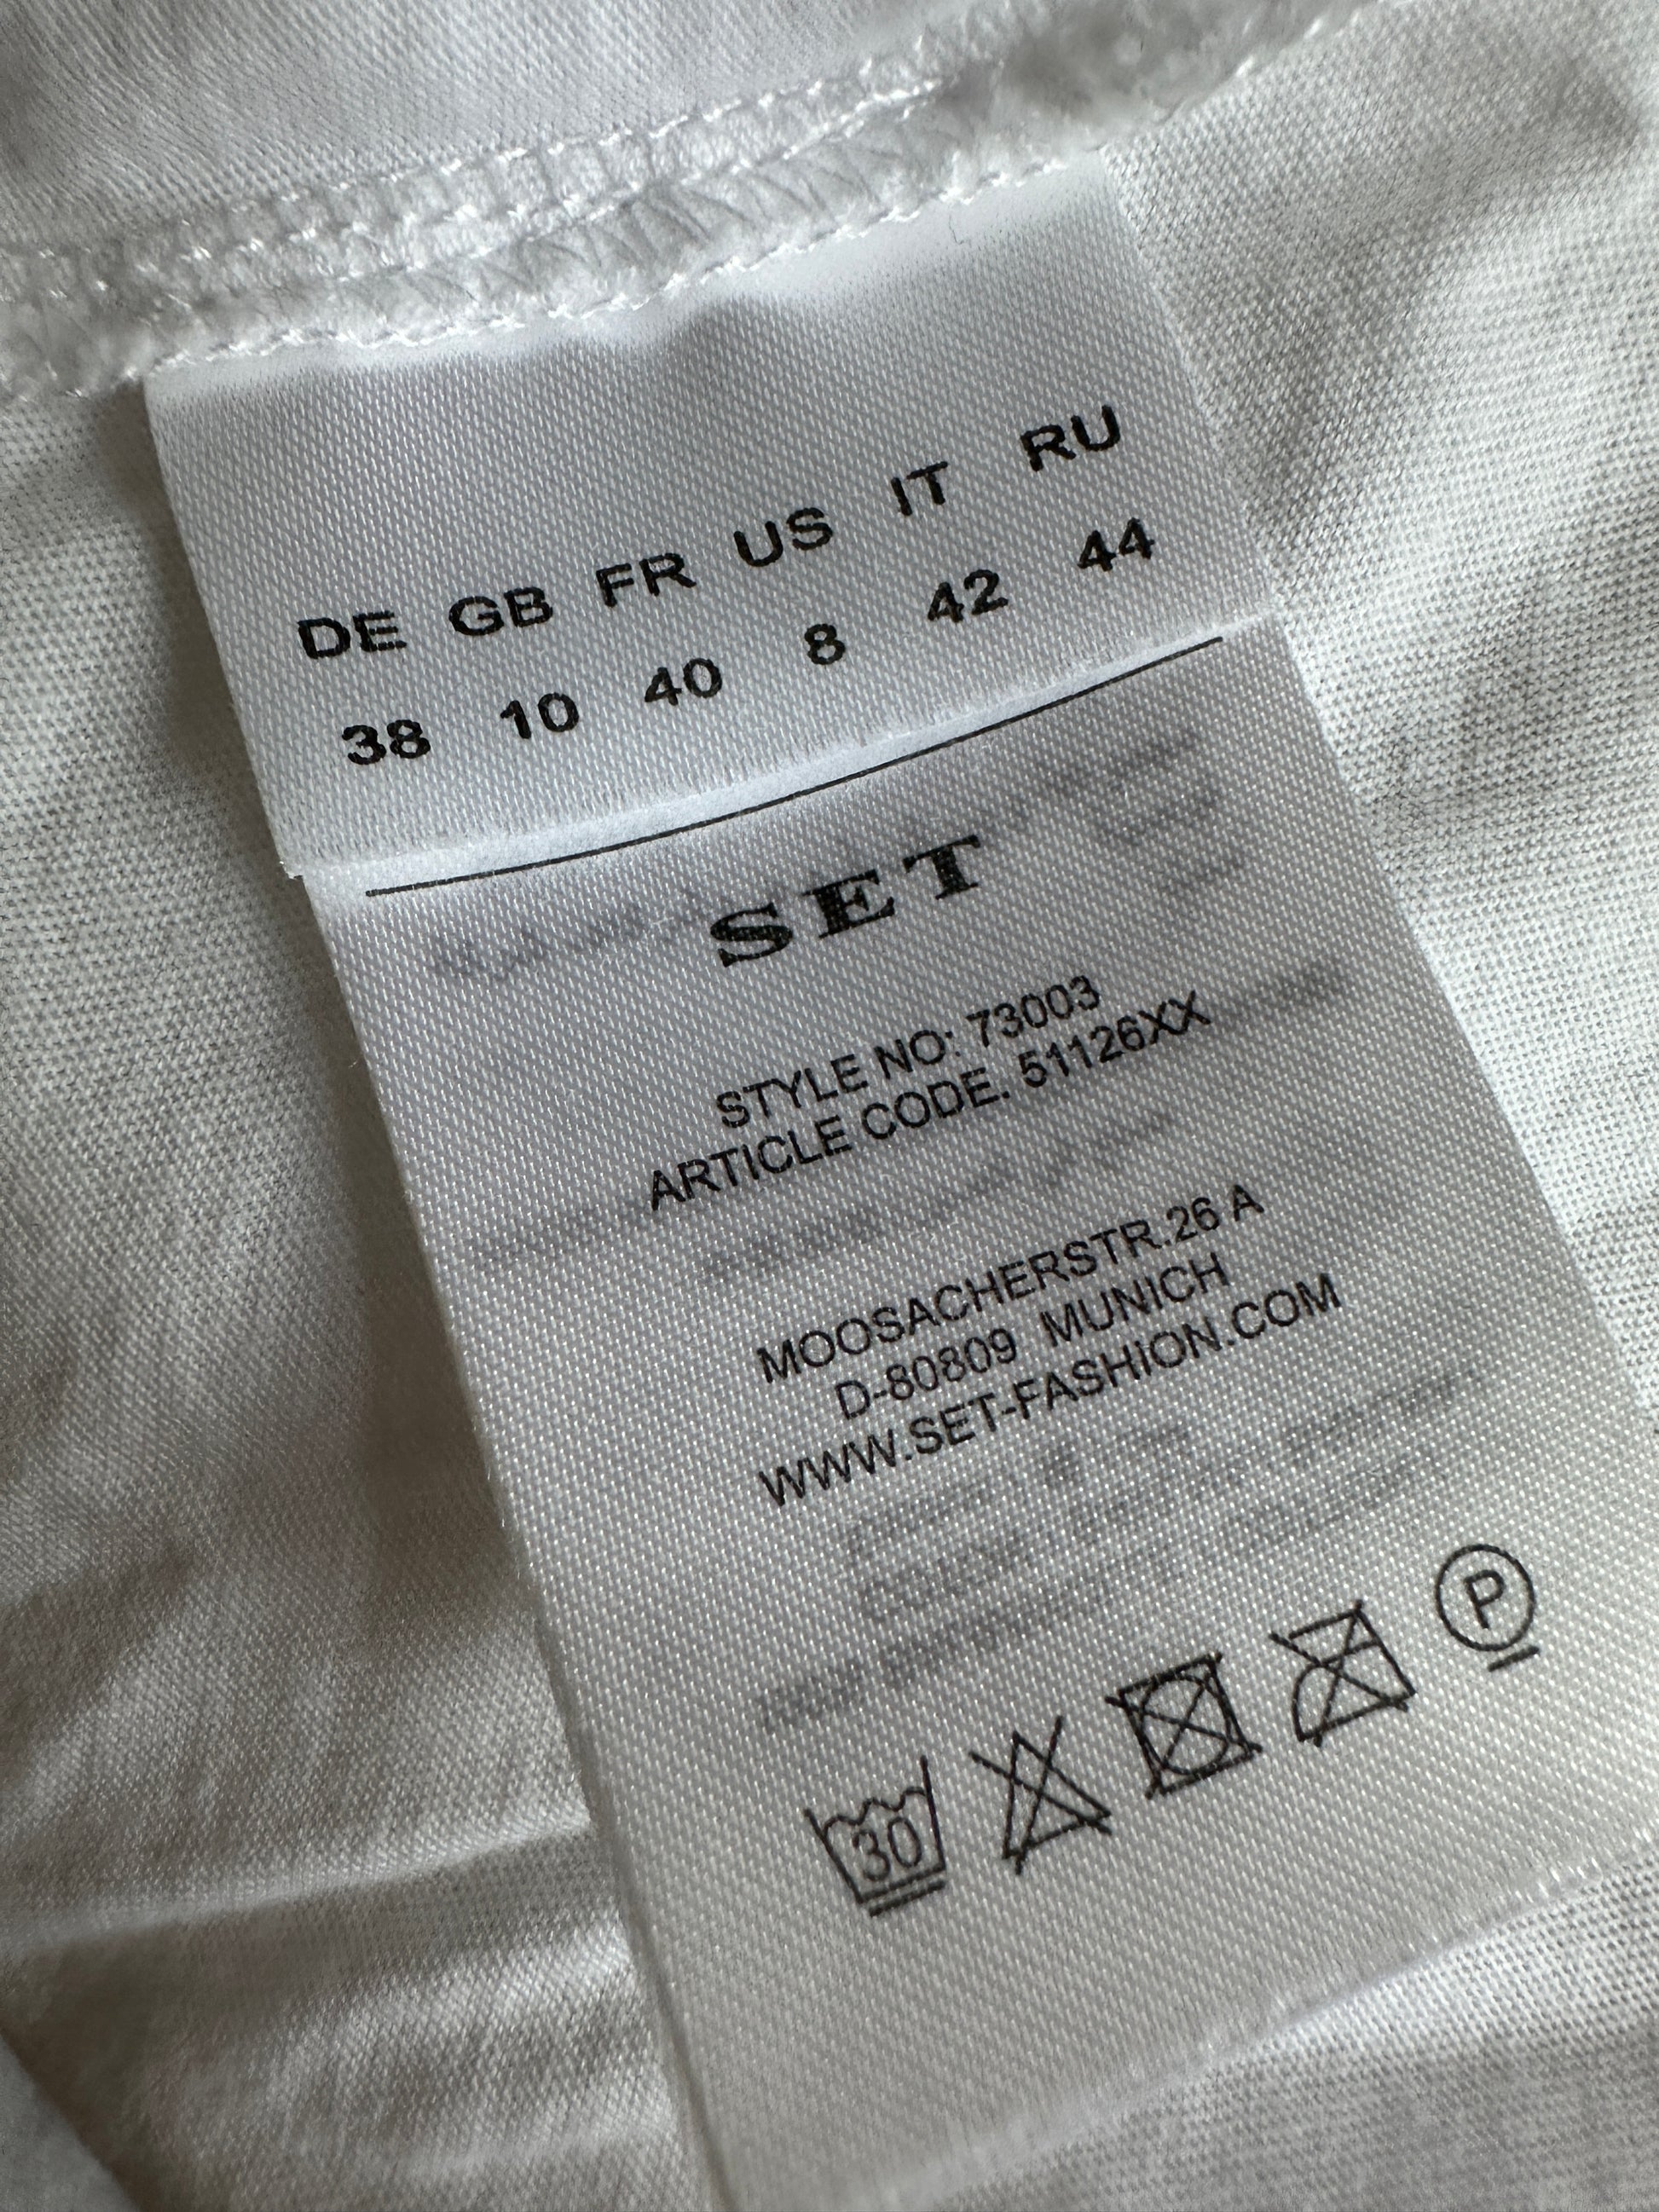 DE GB FR US IT RU
38 10 40 8 42 44
SET
STYLE NO: 73003
ARTICLE CODE. 51126XX
MOOSACHERSTR.26 A
D-80809 MUNICH
WWW.SET-FASHION.COM
30
P